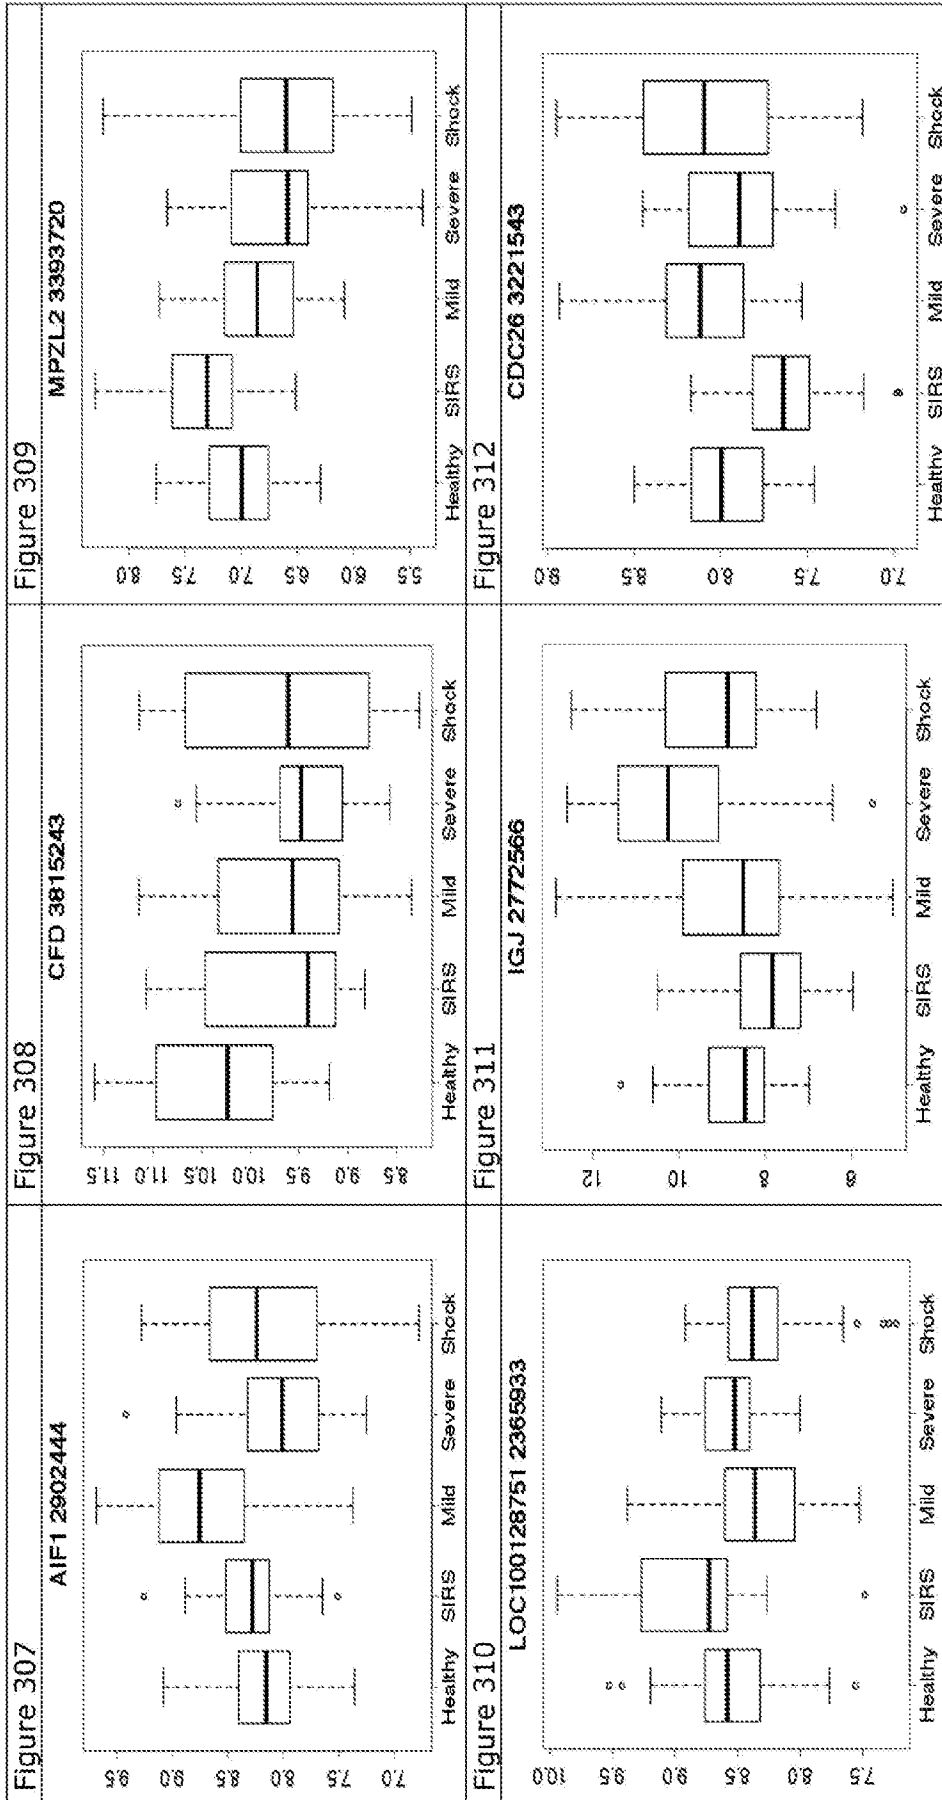 Figure 307
AIF1 2902444
9.5
9.0
8.5
8.0
7.5
7.0
Healthy SIRS Mild Severe Shock
Figure 308
CFD 3815243
11.5
11.0
10.5
10.0
9.5
9.0
8.5
Healthy SIRS Mild Severe Shock
Figure 309
MPZL2 3393720
8.0
7.5
7.0
6.5
6.0
5.5
Healthy SIRS Mild Severe Shock
Figure 310
LOC100128751 2365933
10.0
9.5
9.0
8.5
8.0
7.5
Healthy SIRS Mild Severe Shock
Figure 311
IGJ 2772566
12
10
8
6
Healthy SIRS Mild Severe Shock
Figure 312
CDC26 3221543
9.0
8.5
8.0
7.5
7.0
Healthy SIRS Mild Severe Shock